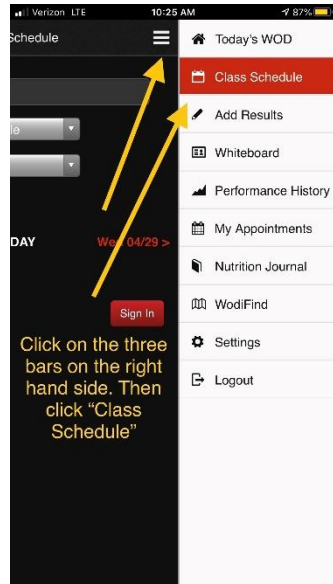 Verizon LTE 10:25 AM 87%
Schedule
Today's WOD
Class Schedule
Add Results
Whiteboard
Performance History
My Appointments
Nutrition Journal
WodiFind
Settings
Logout
le
DAY Wed 04/29 >
Sign In
Click on the three
bars on the right
hand side. Then
click “Class
Schedule”